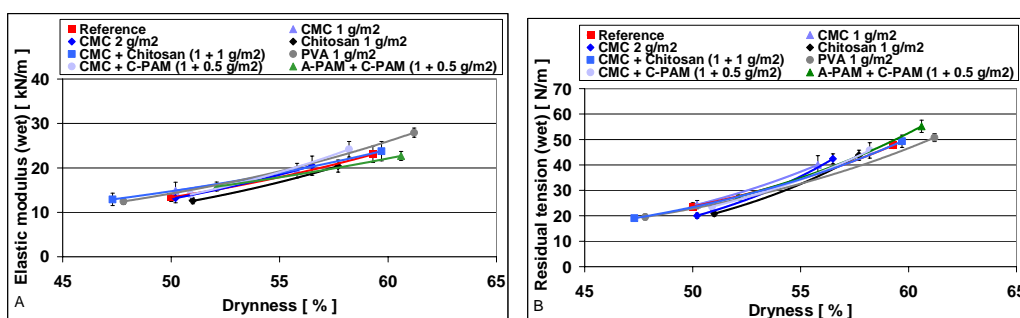 Reference
CMC 1 g/m2
CMC 2 g/m2
Chitosan 1 g/m2
CMC + Chitosan (1 + 1 g/m2)
PVA 1 g/m2
CMC + C-PAM (1 + 0.5 g/m2)
A-PAM + C-PAM (1 + 0.5 g/m2)
Elastic modulus (wet) [ kN/m ]
40
30
20
10
0
45
50
55
60
65
Drynness [ % ]
A
Reference
CMC 1 g/m2
CMC 2 g/m2
Chitosan 1 g/m2
CMC + Chitosan (1 + 1 g/m2)
PVA 1 g/m2
CMC + C-PAM (1 + 0.5 g/m2)
A-PAM + C-PAM (1 + 0.5 g/m2)
Residual tension (wet) [ N/m ]
70
60
50
40
30
20
10
0
45
50
55
60
65
Dryness [ % ]
B